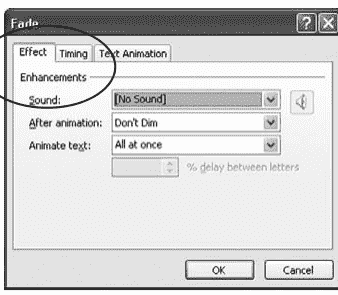 Fade
Effect Timing Text Animation
Enhancements
Sound: [No Sound]
After animation: Don't Dim
Animate text: All at once
% delay between letters
OK Cancel